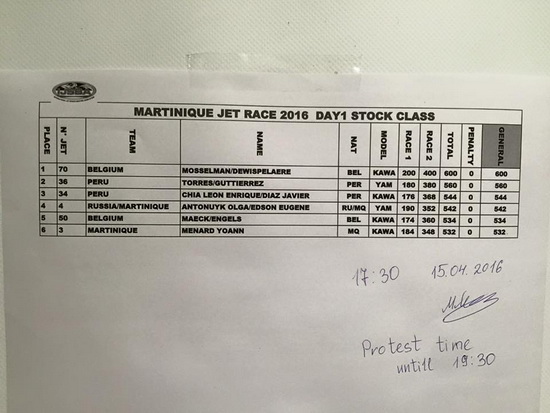 IJSBA
MARTINIQUE JET RACE 2016 DAY1 STOCK CLASS
PLACE N° JET TEAM NAME NAT MODEL RACE 1 RACE 2 TOTAL PENALTY GENERAL
1 70 BELGIUM MOSSELMAN/DEWISPELAERE BEL KAWA 200 400 600 0 600
2 36 PERU TORRES/GUTTIERREZ PER YAM 180 380 560 0 560
3 34 PERU CHIA LEON ENRIQUE/DIAZ JAVIER PER KAWA 176 368 544 0 544
4 4 RUSSIA/MARTINIQUE ANTONUYK OLGA/EDSON EUGENE RU/MQ YAM 190 352 542 0 542
5 50 BELGIUM MAECK/ENGELS BEL KAWA 174 360 534 0 534
6 3 MARTINIQUE MENARD YOANN MQ KAWA 184 348 532 0 532
17:30 15.04.2016
Protest time
untill 19:30